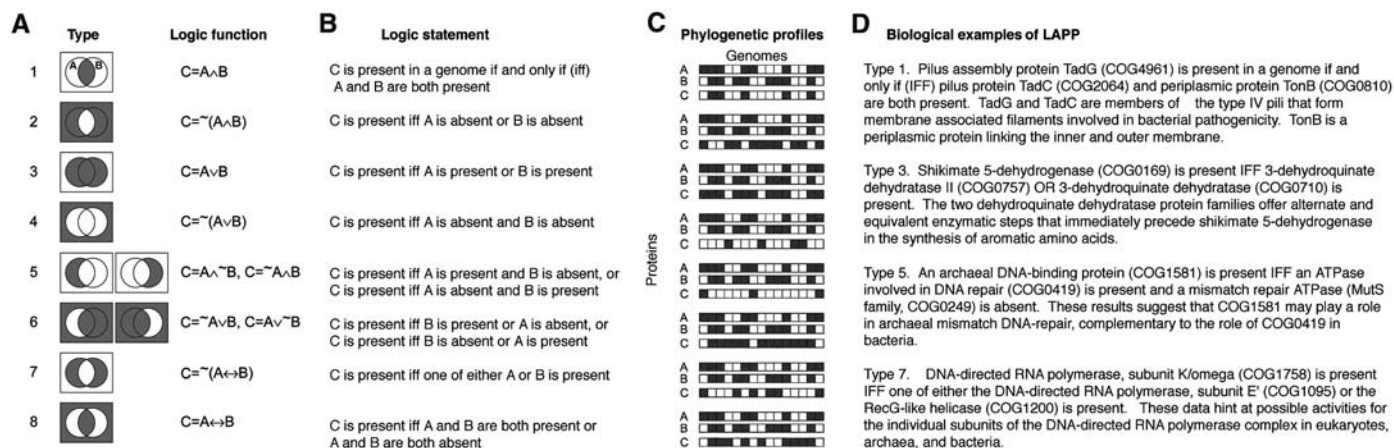 A Type Logic function
1 A B C=A∧B
2 C=~(A∧B)
3 C=A∨B
4 C=~(A∨B)
5 C=A∧~B, C=~A∧B
6 C=~A∨B, C=A∨~B
7 C=~(A↔B)
8 C=A↔B
B Logic statement
C is present in a genome if and only if (iff)
A and B are both present
C is present iff A is absent or B is absent
C is present iff A is present or B is present
C is present iff A is absent and B is absent
C is present iff A is present and B is absent, or
C is present iff A is absent and B is present
C is present iff B is present or A is absent, or
C is present iff B is absent or A is present
C is present iff one of either A or B is present
C is present iff A and B are both present or
A and B are both absent
C Phylogenetic profiles
Genomes
Proteins
A
B
C
A
B
C
A
B
C
A
B
C
A
B
C
A
B
C
A
B
C
A
B
C
D Biological examples of LAPP
Type 1. Pilus assembly protein TadG (COG4961) is present in a genome if and
only if (IFF) pilus protein TadC (COG2064) and periplasmic protein TonB (COG0810)
are both present. TadG and TadC are members of the type IV pili that form
membrane associated filaments involved in bacterial pathogenicity. TonB is a
periplasmic protein linking the inner and outer membrane.
Type 3. Shikimate 5-dehydrogenase (COG0169) is present IFF 3-dehydroquinate
dehydratase II (COG0757) OR 3-dehydroquinate dehydratase (COG0710) is
present. The two dehydroquinate dehydratase protein families offer alternate and
equivalent enzymatic steps that immediately precede shikimate 5-dehydrogenase
in the synthesis of aromatic amino acids.
Type 5. An archaeal DNA-binding protein (COG1581) is present IFF an ATPase
involved in DNA repair (COG0419) is present and a mismatch repair ATPase (MutS
family, COG0249) is absent. These results suggest that COG1581 may play a role
in archaeal mismatch DNA-repair, complementary to the role of COG0419 in
bacteria.
Type 7. DNA-directed RNA polymerase, subunit K/omega (COG1758) is present
IFF one of either the DNA-directed RNA polymerase, subunit E' (COG1095) or the
RecG-like helicase (COG1200) is present. These data hint at possible activities for
the individual subunits of the DNA-directed RNA polymerase complex in eukaryotes,
archaea, and bacteria.